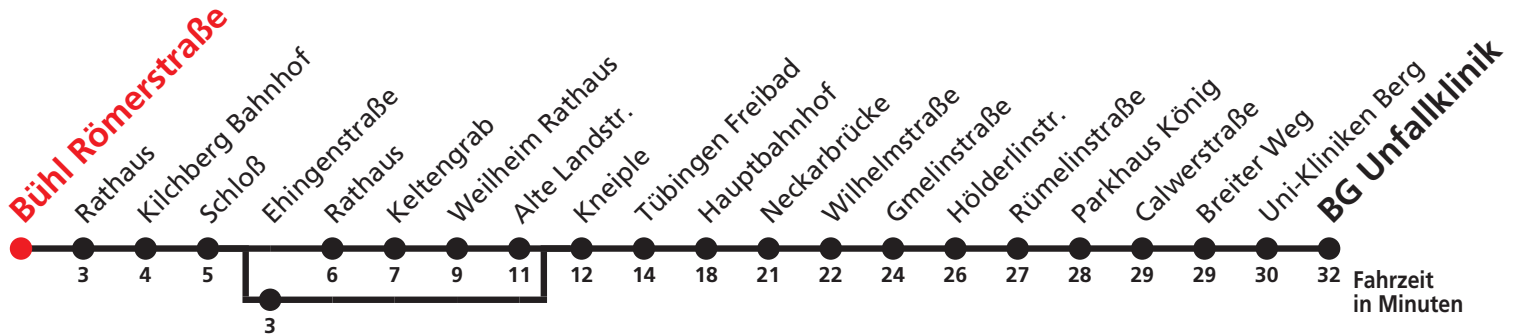 Bühl Römerstraße
Rathaus
Kilchberg Bahnhof
Schloß
Ehingenstraße
Rathaus
Keltengrab
Weilheim Rathaus
Alte Landstr.
Kneiple
Tübingen Freibad
Hauptbahnhof
Neckarbrücke
Wilhelmstraße
Gmelinstraße
Hölderlinstr.
Rümelinstraße
Parkhaus König
Calwerstraße
Breiter Weg
Uni-Kliniken Berg
BG Unfallklinik
3 4 5 6 7 9 11 12 14 18 21 22 24 26 27 28 29 29 30 32
3
Fahrzeit
in Minuten